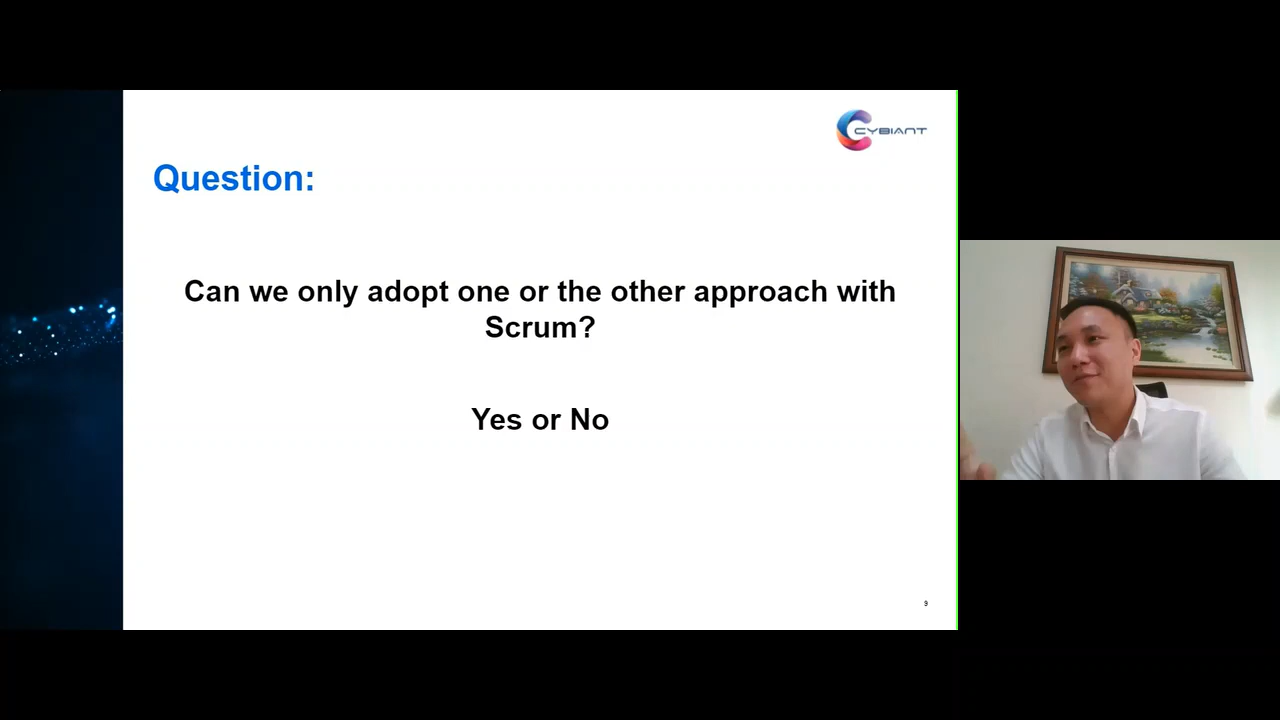 CYBIANT
Question:
Can we only adopt one or the other approach with
Scrum?
Yes or No
9